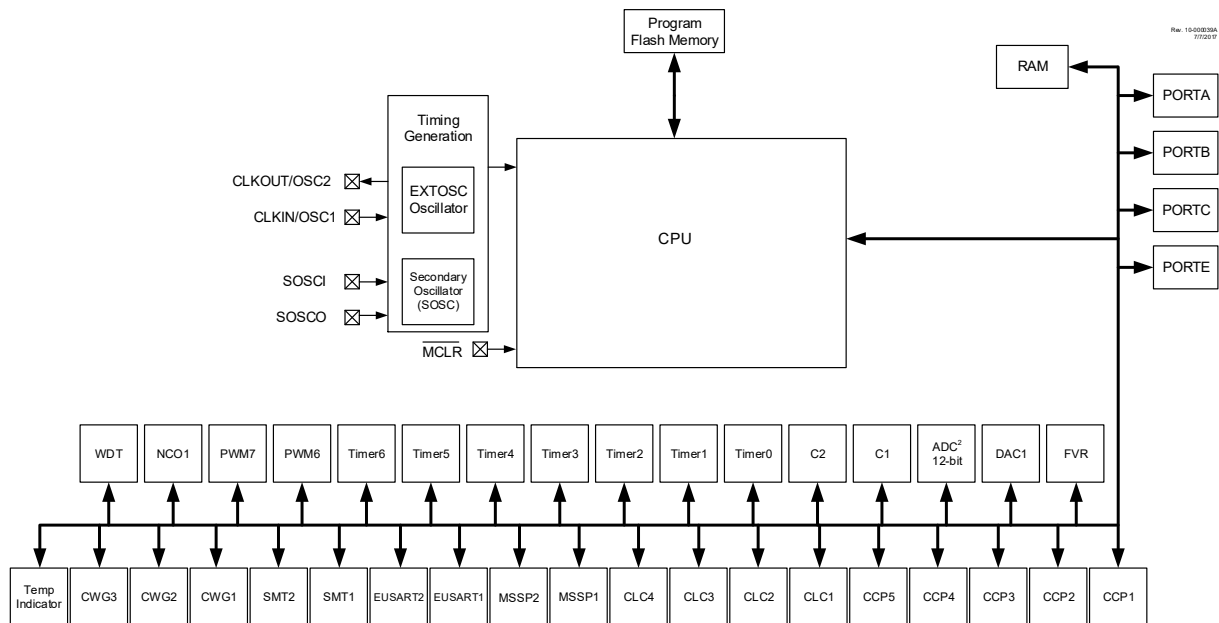 Program
Flash Memory
Rev. 10-000039A
7/7/2017
RAM
PORTA
Timing
Generation
PORTB
CLKOUT/OSC2
EXTOSC
Oscillator
CLKIN/OSC1
PORTC
CPU
PORTE
SOSCI
Secondary
Oscillator
(SOSC)
SOSCO
MCLR
WDT
NCO1
PWM7
PWM6
Timer6
Timer5
Timer4
Timer3
Timer2
Timer1
Timer0
C2
C1
ADC²
12-bit
DAC1
FVR
Temp
Indicator
CWG3
CWG2
CWG1
SMT2
SMT1
EUSART2
EUSART1
MSSP2
MSSP1
CLC4
CLC3
CLC2
CLC1
CCP5
CCP4
CCP3
CCP2
CCP1